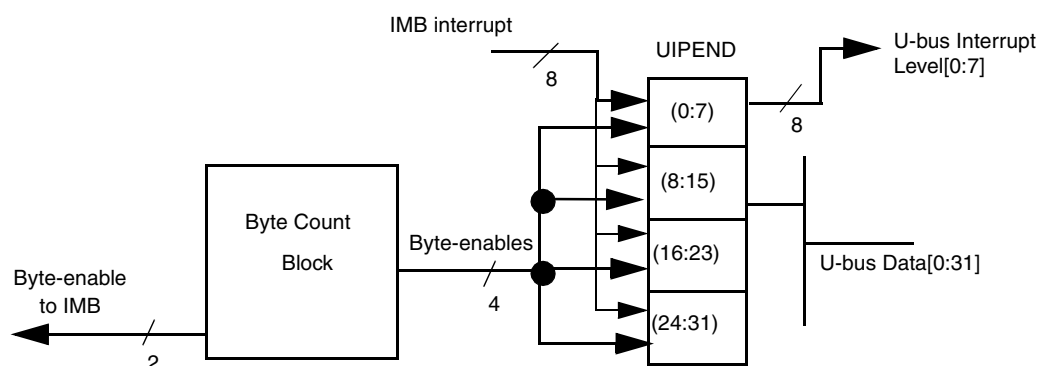 IMB interrupt
U-bus Interrupt
Level[0:7]
UIPEND
8
(0:7)
8
(8:15)
Byte Count
Block
Byte-enables
(16:23)
U-bus Data[0:31]
Byte-enable
to IMB
4
(24:31)
2